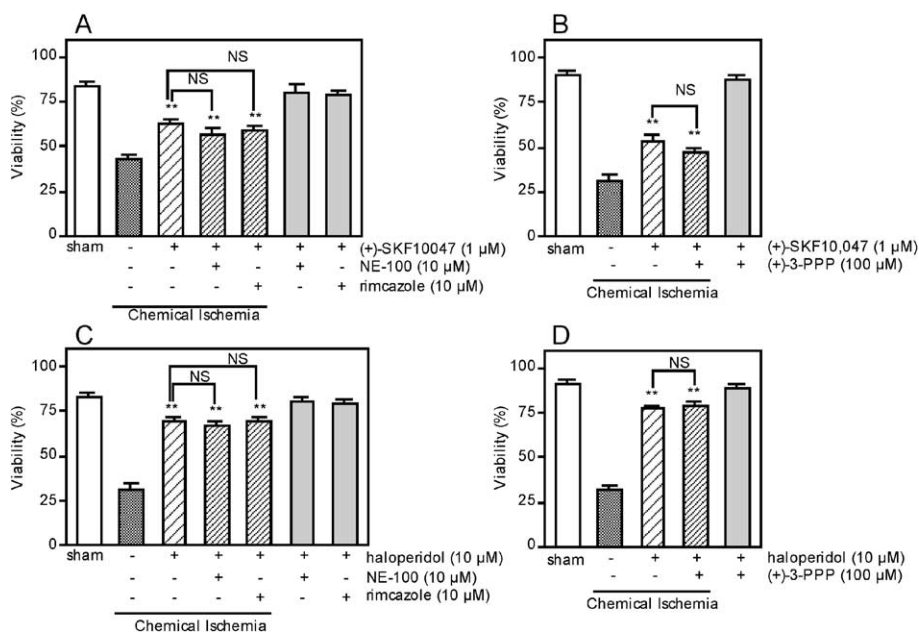 A
100
75
50
25
0
Viability (%)
NS
NS
** ** **
sham - + + + + + (+)-SKF10047 (1 µM)
- - + - + - NE-100 (10 µM)
- - - + - + rimcazole (10 µM)
Chemical Ischemia
B
100
75
50
25
0
Viability (%)
NS
** **
sham - + + + (+)-SKF10,047 (1 µM)
- - + + (+)-3-PPP (100 µM)
Chemical Ischemia
C
100
75
50
25
0
Viability (%)
NS
NS
** ** **
sham - + + + + + haloperidol (10 µM)
- - + - + - NE-100 (10 µM)
- - - + - + rimcazole (10 µM)
Chemical Ischemia
D
100
75
50
25
0
Viability (%)
NS
** **
sham - + + + haloperidol (10 µM)
- - + + (+)-3-PPP (100 µM)
Chemical Ischemia